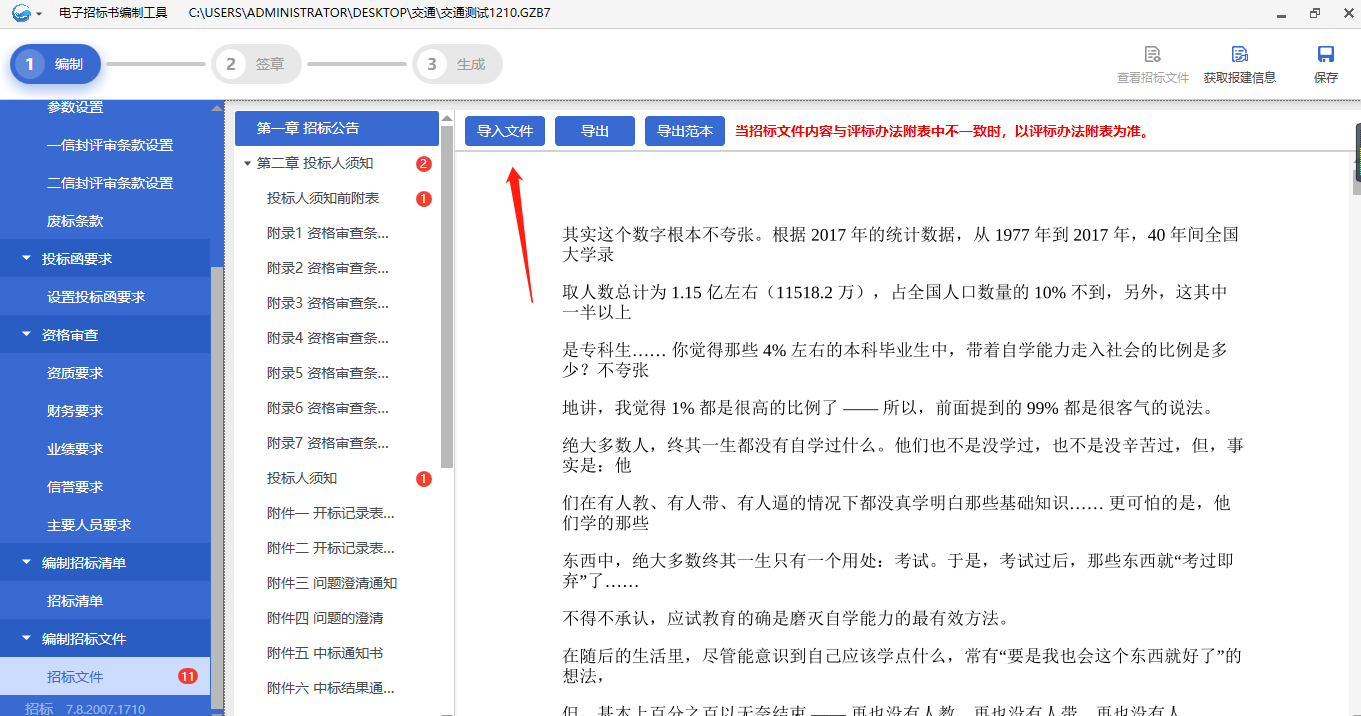 电子招标书编制工具 C:\USERS\ADMINISTRATOR\DESKTOP\交通\交通测试1210.GZB7
1 编制
2 签章
3 生成
查看招标文件
获取报建信息
保存
参数设置
一信封评审条款设置
二信封评审条款设置
废标条款
投标函要求
设置投标函要求
资格审查
资质要求
财务要求
业绩要求
信誉要求
主要人员要求
编制招标清单
招标清单
编制招标文件
招标文件 11
招标 7.8.2007.1710
第一章 招标公告
第二章 投标人须知 2
投标人须知前附表 1
附录1 资格审查条...
附录2 资格审查条...
附录3 资格审查条...
附录4 资格审查条...
附录5 资格审查条...
附录6 资格审查条...
附录7 资格审查条...
投标人须知 1
附件一 开标记录表...
附件二 开标记录表...
附件三 问题澄清通知
附件四 问题的澄清
附件五 中标通知书
附件六 中标结果通...
导入文件 导出 导出范本 当招标文件内容与评标办法附表中不一致时，以评标办法附表为准。
其实这个数字根本不夸张。根据 2017 年的统计数据，从 1977 年到 2017 年，40 年间全国
大学录
取人数总计为 1.15 亿左右（11518.2 万），占全国人口数量的 10% 不到，另外，这其中
一半以上
是专科生…… 你觉得那些 4% 左右的本科毕业生中，带着自学能力走入社会的比例是多
少？不夸张
地讲，我觉得 1% 都是很高的比例了 —— 所以，前面提到的 99% 都是很客气的说法。
绝大多数人，终其一生都没有自学过什么。他们也不是没学过，也不是没辛苦过，但，事
实是：他
们在有人教、有人带、有人逼的情况下都没真学明白那些基础知识…… 更可怕的是，他
们学的那些
东西中，绝大多数终其一生只有一个用处：考试。于是，考试过后，那些东西就“考过即
弃”了……
不得不承认，应试教育的确是磨灭自学能力的最有效方法。
在随后的生活里，尽管能意识到自己应该学点什么，常有“要是我也会这个东西就好了”的
想法，
但，基本上百分之百以无奈结束 —— 再也没有人教、再也没有人带、再也没有人